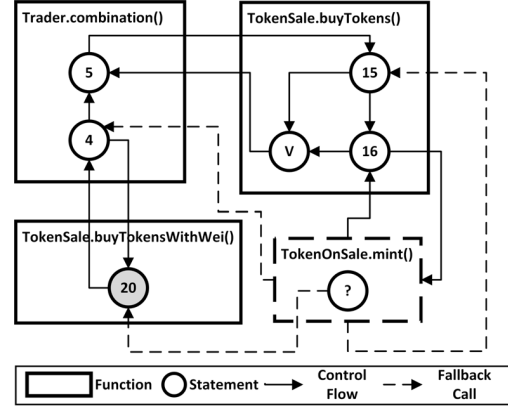 Trader.combination()
TokenSale.buyTokens()
5
15
4
V
16
TokenSale.buyTokensWithWei()
TokenOnSale.mint()
20
?
Function
Statement
Control Flow
Fallback Call